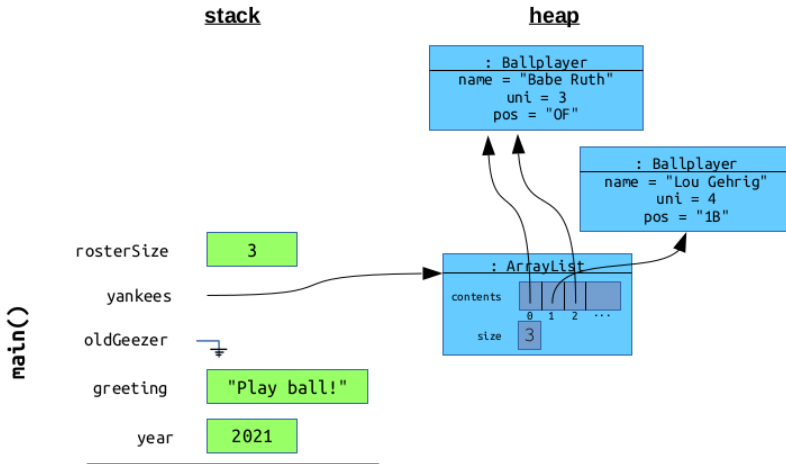 stack
heap
: Ballplayer
name = "Babe Ruth"
uni = 3
pos = "OF"
: Ballplayer
name = "Lou Gehrig"
uni = 4
pos = "1B"
main()
rosterSize 3
yankees
oldGeezer
greeting "Play ball!"
year 2021
: ArrayList
contents
0 1 2 ...
size 3